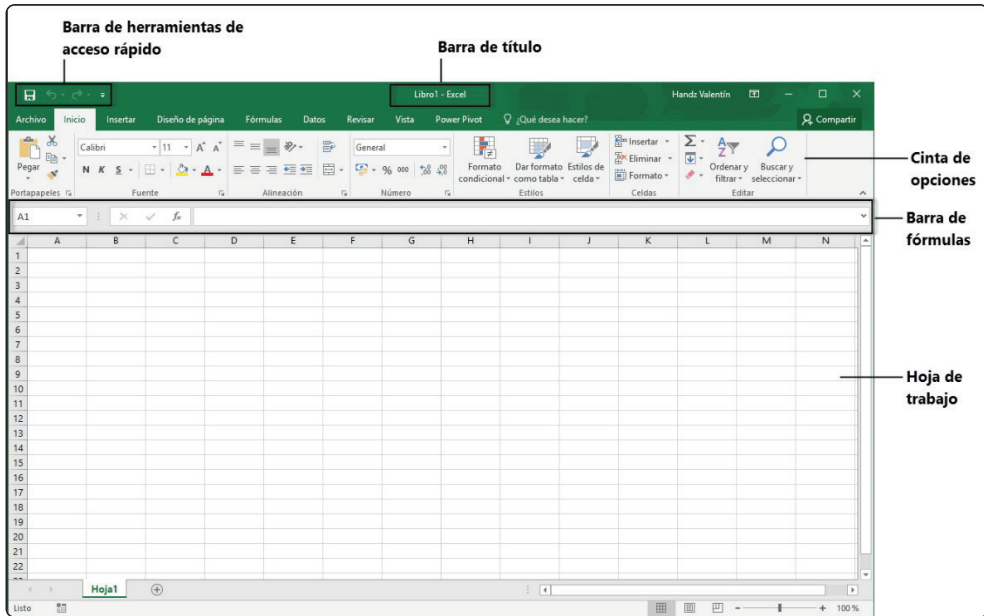 Barra de herramientas de
acceso rápido
Barra de título
Libro1 - Excel
Handz Valentín
Archivo Inicio Insertar Diseño de página Fórmulas Datos Revisar Vista Power Pivot ¿Qué desea hacer? Compartir
Calibri 11 General Insertar
Pegar N K S A % 000 Formato Dar formato Estilos de Eliminar Ordenar y Buscar y
condicional como tabla celda Formato filtrar seleccionar
Portapapeles Fuente Alineación Número Estilos Celdas Editar
Cinta de
opciones
A1 fx
Barra de
fórmulas
A B C D E F G H I J K L M N
1
2
3
4
5
6
7
8
9
10
11
12
13
14
15
16
17
18
19
20
21
22
Hoja de
trabajo
Hoja1
Listo 100 %